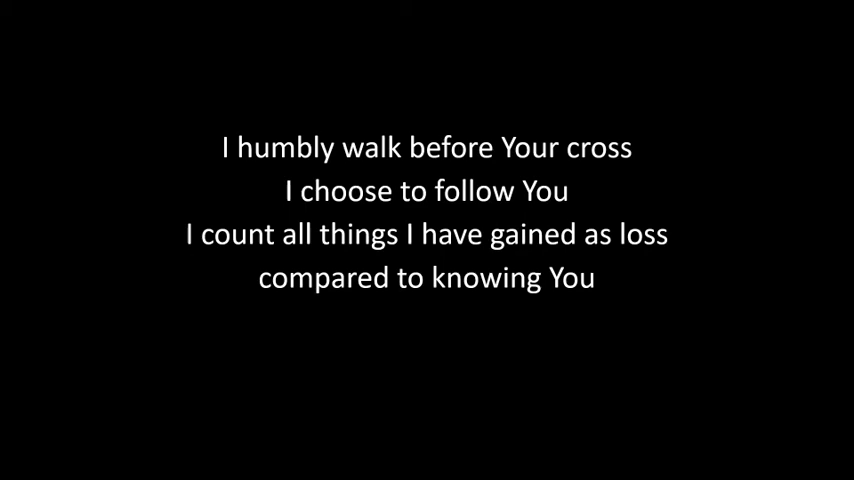 I humbly walk before Your cross
I choose to follow You
I count all things I have gained as loss
compared to knowing You